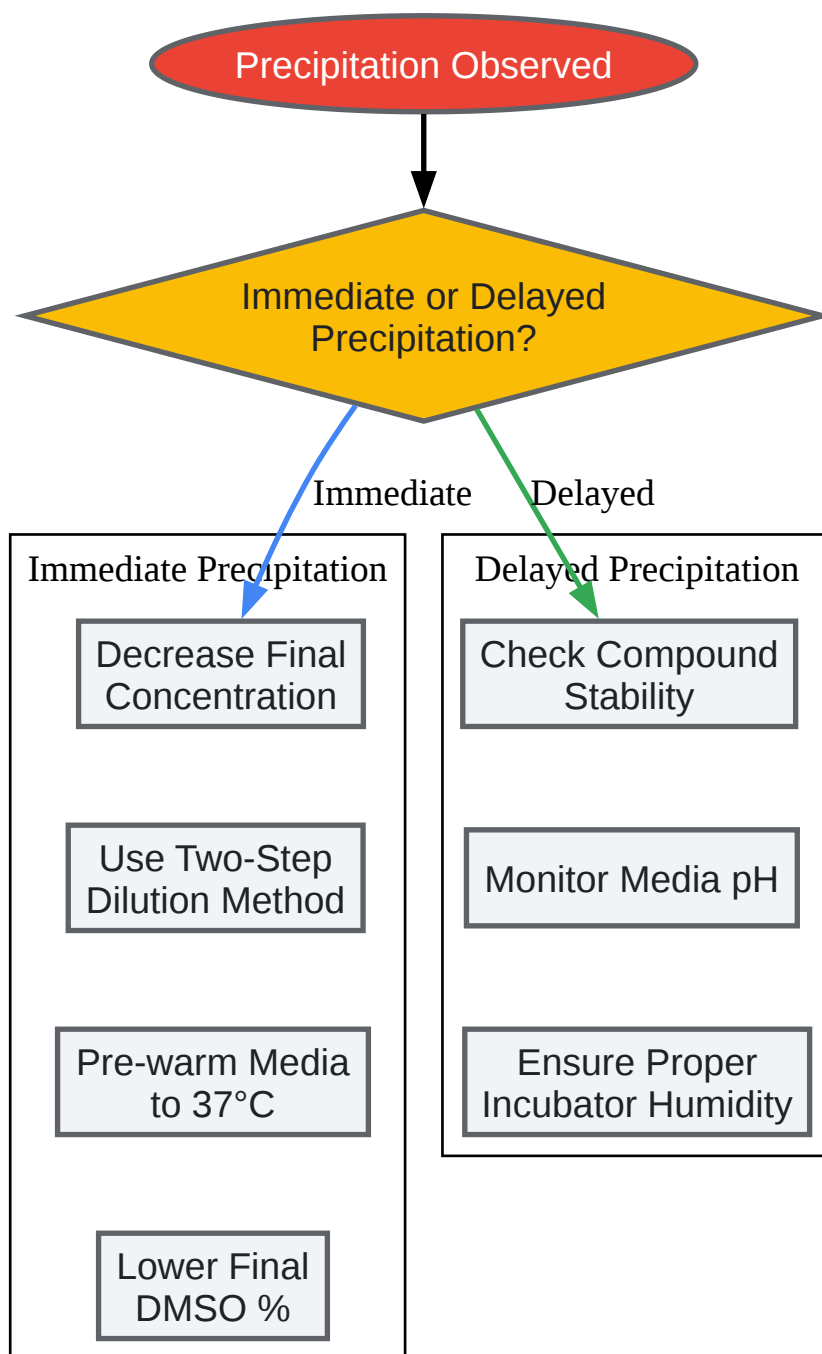 Precipitation Observed
Immediate or Delayed
Precipitation?
Immediate
Delayed
Immediate Precipitation
Decrease Final
Concentration
Use Two-Step
Dilution Method
Pre-warm Media
to 37°C
Lower Final
DMSO %
Delayed Precipitation
Check Compound
Stability
Monitor Media pH
Ensure Proper
Incubator Humidity